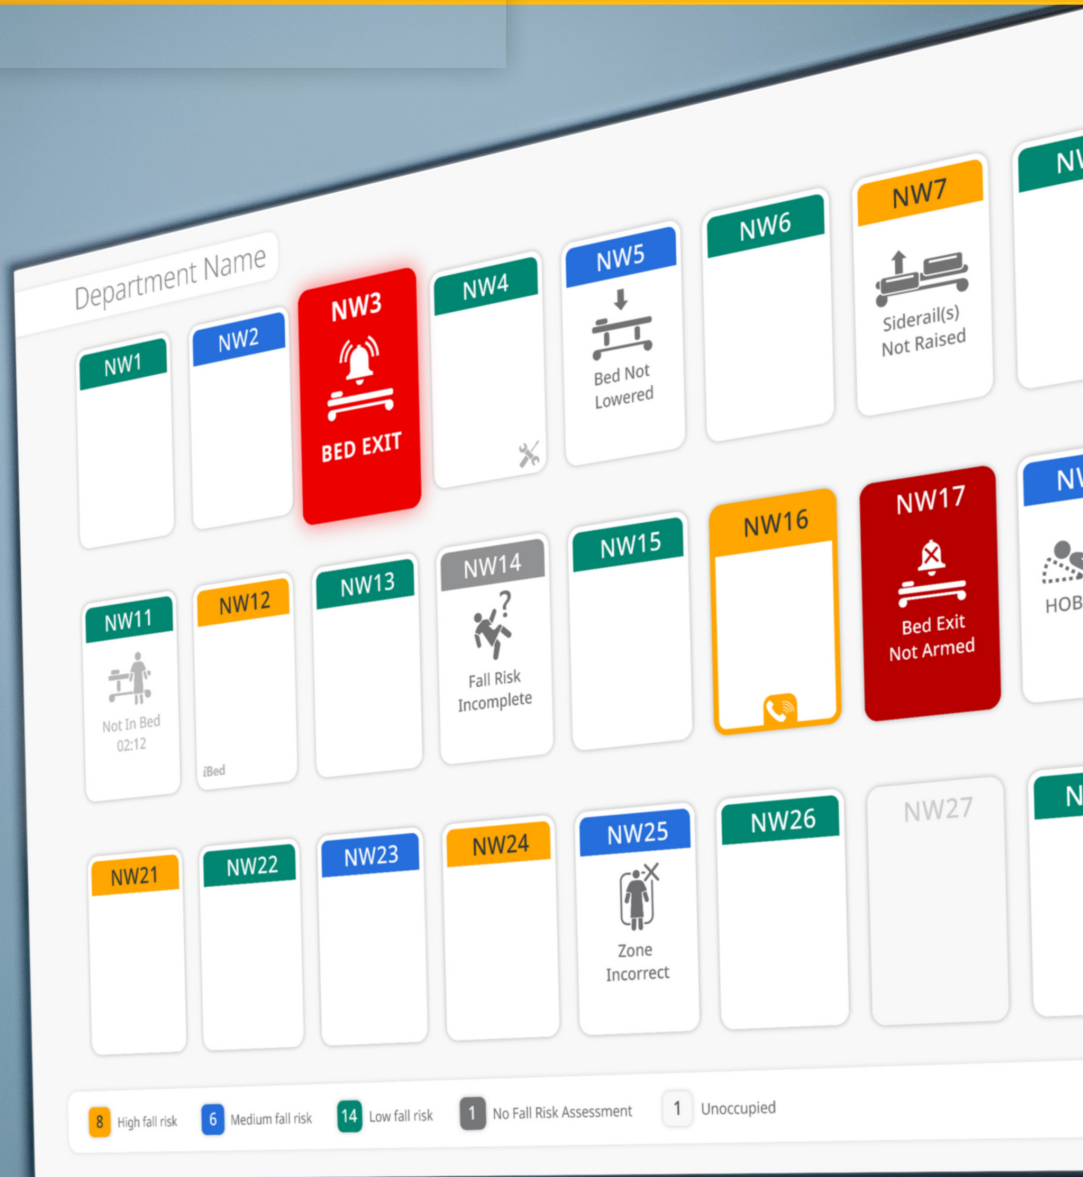 Department Name
NW1
NW2
NW3
BED EXIT
NW4
NW5
Bed Not
Lowered
NW6
NW7
Siderail(s)
Not Raised
NW11
Not In Bed
02:12
NW12
iBed
NW13
NW14
?
Fall Risk
Incomplete
NW15
NW16
NW17
Bed Exit
Not Armed
HOB
NW21
NW22
NW23
NW24
NW25
Zone
Incorrect
NW26
NW27
8 High fall risk 6 Medium fall risk 14 Low fall risk 1 No Fall Risk Assessment 1 Unoccupied